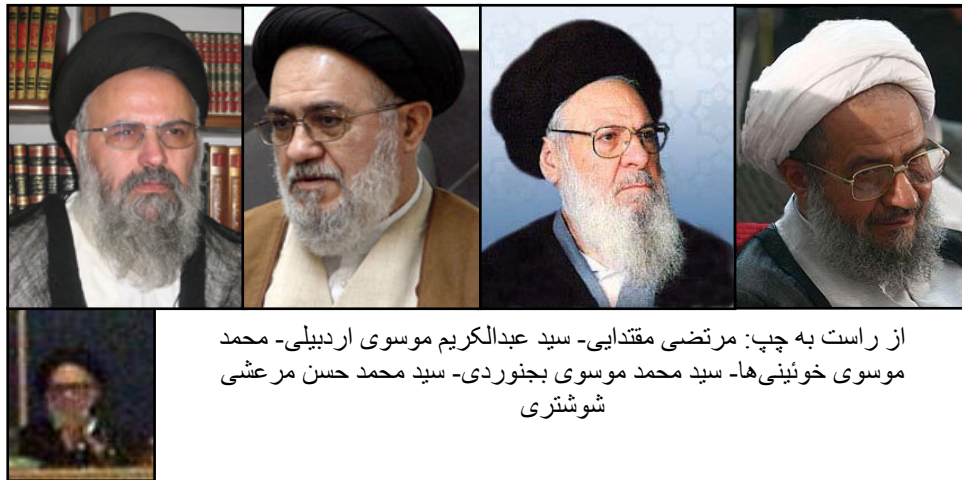 از راست به چپ: مرتضی مقتدایی- سید عبدالکریم موسوی اردبیلی- محمد
موسوی خوئینی‌ها- سید محمد موسوی بجنوردی- سید محمد حسن مرعشی
شوشتری